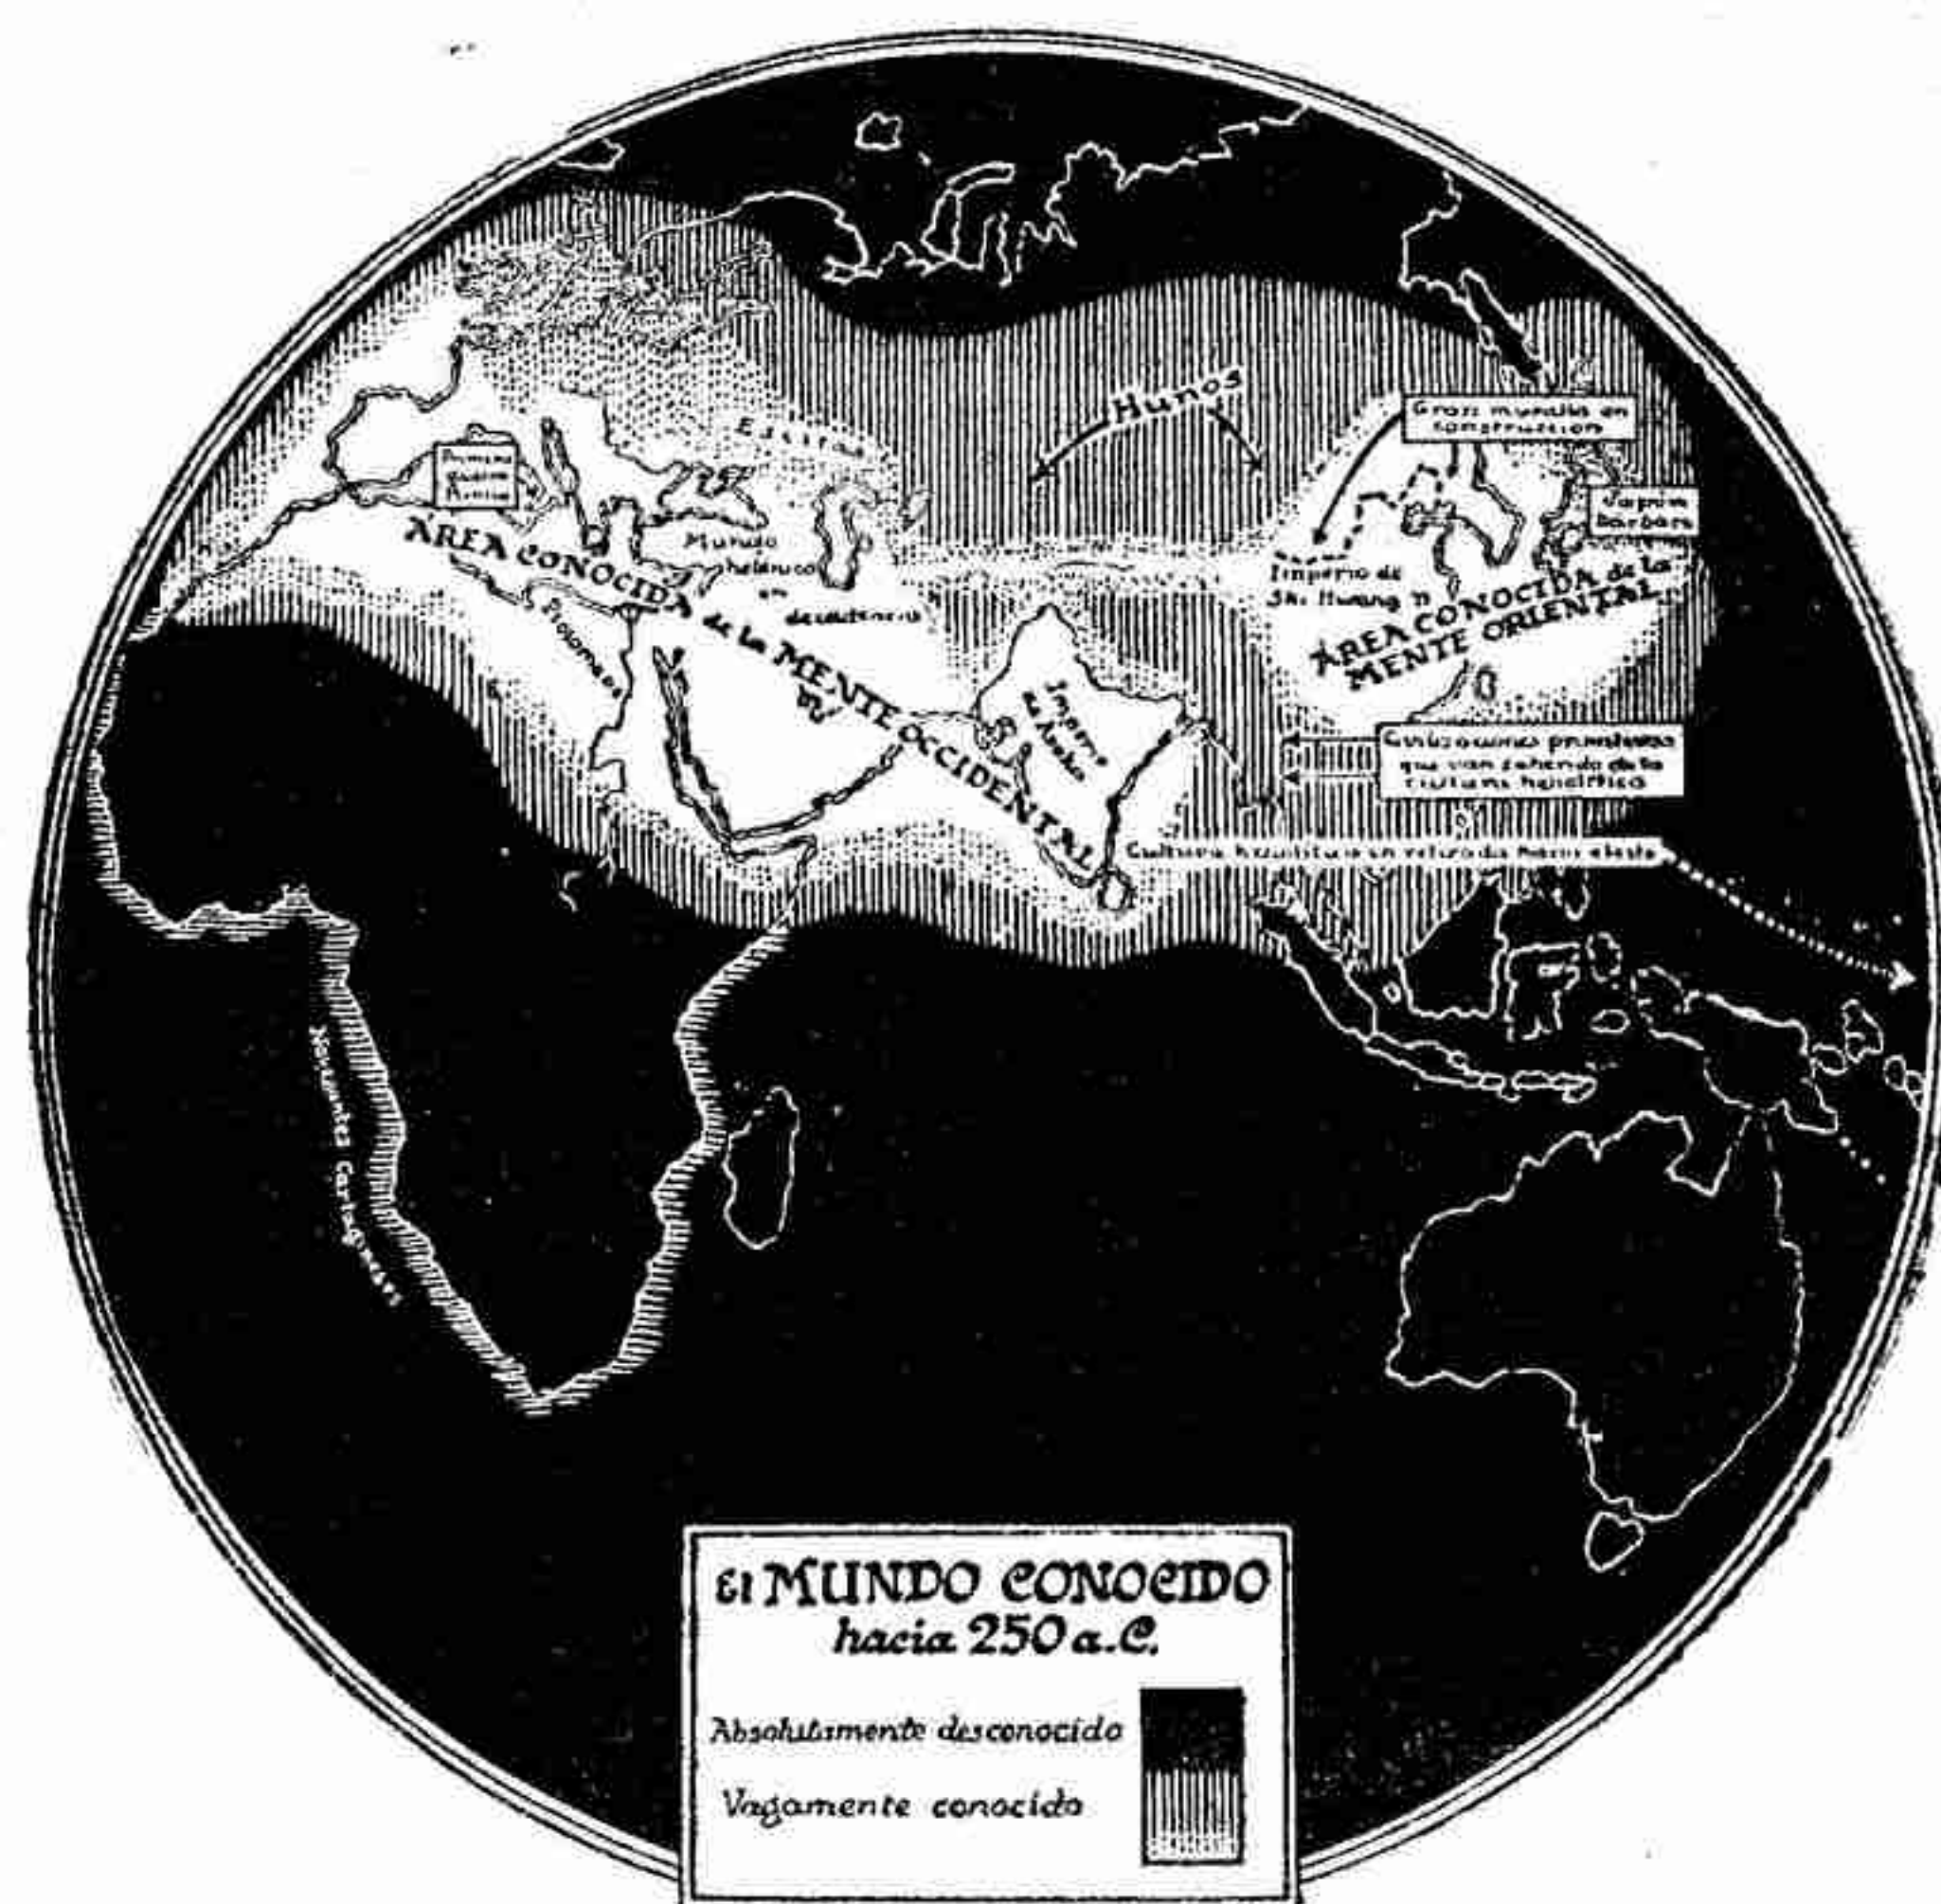 Hunos
Escitas
Gran muralla en
construcción
Primera
Guerra
Púnica
Japón
bárbaro
ÁREA CONOCIDA de la MENTE OCCIDENTAL
Mundo
helénico
en
decadencia
Imperio de
Shi Hwang Ti
ÁREA CONOCIDA de la
MENTE ORIENTAL
Imperio
de Asoka
Civilizaciones primitivas
que van saliendo de la
cultura heliolítica
Cultura heliolítica en retirada hacia el este
Navegantes Cartagineses
El MUNDO CONOCIDO
hacia 250 a.C.
Absolutamente desconocido
Vagamente conocido